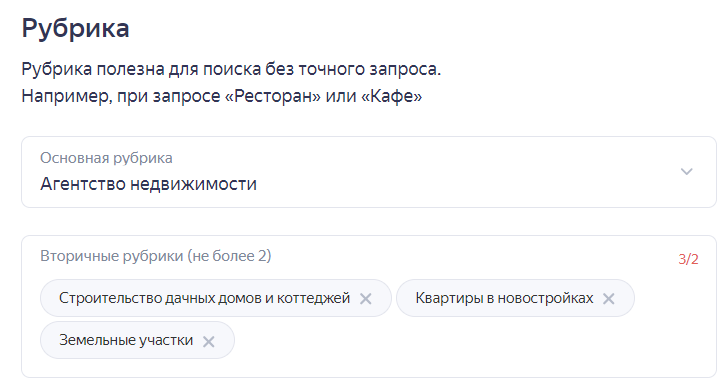 Рубрика
Рубрика полезна для поиска без точного запроса.
Например, при запросе «Ресторан» или «Кафе»
Основная рубрика
Агентство недвижимости
Вторичные рубрики (не более 2)
3/2
Строительство дачных домов и коттеджей
Квартиры в новостройках
Земельные участки